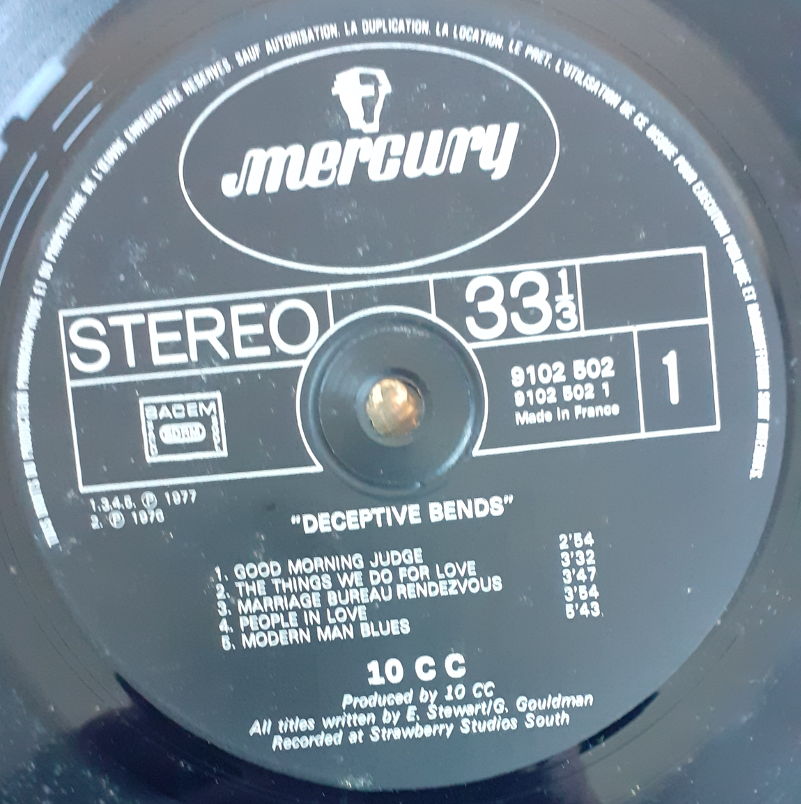 TOUS DROITS DU PRODUCTEUR PHONOGRAPHIQUE ET DU PROPRIETAIRE DE L'ŒUVRE ENREGISTREE RESERVES. SAUF AUTORISATION, LA DUPLICATION, LA LOCATION, LE PRET, L'UTILISATION DE CE DISQUE POUR EXECUTION PUBLIQUE ET RADIODIFFUSION SONT INTERDITS
mercury
STEREO
33 1/3
SACEM
SACD
SDRM
SGDL
9102 502
9102 502 1
Made in France
1
1.3.4.5. ℗ 1977
2. ℗ 1976
"DECEPTIVE BENDS"
1. GOOD MORNING JUDGE 2'54
2. THE THINGS WE DO FOR LOVE 3'32
3. MARRIAGE BUREAU RENDEZVOUS 3'47
4. PEOPLE IN LOVE 3'54
5. MODERN MAN BLUES 5'43
10 C C
Produced by 10 CC
All titles written by E. Stewart/G. Gouldman
Recorded at Strawberry Studios South